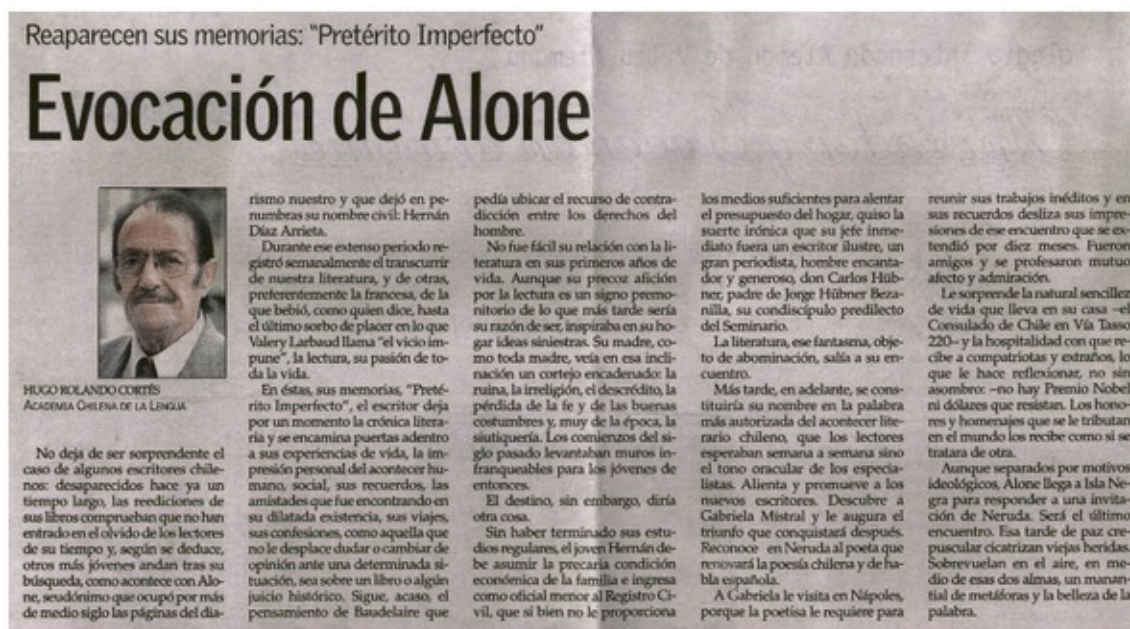 Reaparecen sus memorias: "Pretérito Imperfecto"
Evocación de Alone
HUGO ROLANDO CORTÉS
ACADEMIA CHILENA DE LA LENGUA
No deja de ser sorprendente el
caso de algunos escritores chile-
nos: desaparecidos hace ya un
tiempo largo, las reediciones de
sus libros comprueban que no han
entrado en el olvido de los lectores
de su tiempo y, según se deduce,
otros más jóvenes andan tras su
búsqueda, como acontece con Alo-
ne, seudónimo que ocupó por más
de medio siglo las páginas del dia-
rismo nuestro y que dejó en pe-
numbras su nombre civil: Hernán
Díaz Arrieta.
Durante ese extenso periodo re-
gistró semanalmente el transcurrir
de nuestra literatura, y de otras,
preferentemente la francesa, de la
que bebió, como quien dice, hasta
el último sorbo de placer en lo que
Valery Larbaud llama "el vicio im-
pune", la lectura, su pasión de to-
da la vida.
En éstas, sus memorias, "Preté-
rito Imperfecto", el escritor deja
por un momento la crónica litera-
ria y se encamina puertas adentro
a sus experiencias de vida, la im-
presión personal del acontecer hu-
mano, social, sus recuerdos, las
amistades que fue encontrando en
su dilatada existencia, sus viajes,
sus confesiones, como aquella que
no le desplace dudar o cambiar de
opinión ante una determinada si-
tuación, sea sobre un libro o algún
juicio histórico. Sigue, acaso, el
pensamiento de Baudelaire que
pedía ubicar el recurso de contra-
dicción entre los derechos del
hombre.
No fue fácil su relación con la li-
teratura en sus primeros años de
vida. Aunque su precoz afición
por la lectura es un signo premo-
nitorio de lo que más tarde sería
su razón de ser, inspiraba en su ho-
gar ideas siniestras. Su madre, co-
mo toda madre, veía en esa incli-
nación un cortejo encadenado: la
ruina, la irreligión, el descrédito, la
pérdida de la fe y de las buenas
costumbres y, muy de la época, la
siutiquería. Los comienzos del si-
glo pasado levantaban muros in-
franqueables para los jóvenes de
entonces.
El destino, sin embargo, diría
otra cosa.
Sin haber terminado sus estu-
dios regulares, el joven Hernán de-
be asumir la precaria condición
económica de la familia e ingresa
como oficial menor al Registro Ci-
vil, que si bien no le proporciona
los medios suficientes para alentar
el presupuesto del hogar, quiso la
suerte irónica que su jefe inme-
diato fuera un escritor ilustre, un
gran periodista, hombre encanta-
dor y generoso, don Carlos Hüb-
ner, padre de Jorge Hübner Beza-
nilla, su condiscípulo predilecto
del Seminario.
La literatura, ese fantasma, obje-
to de abominación, salía a su en-
cuentro.
Más tarde, en adelante, se cons-
tituiría su nombre en la palabra
más autorizada del acontecer lite-
rario chileno, que los lectores
esperaban semana a semana sino
el tono oracular de los especia-
listas. Alienta y promueve a los
nuevos escritores. Descubre a
Gabriela Mistral y le augura el
triunfo que conquistará después.
Reconoce en Neruda al poeta que
renovará la poesía chilena y de ha-
bla española.
A Gabriela le visita en Nápoles,
porque la poetisa le requiere para
reunir sus trabajos inéditos y en
sus recuerdos desliza sus impre-
siones de ese encuentro que se ex-
tendió por diez meses. Fueron
amigos y se profesaron mutuo
afecto y admiración.
Le sorprende la natural sencillez
de vida que lleva en su casa –el
Consulado de Chile en Vía Tasso
220– y la hospitalidad con que re-
cibe a compatriotas y extraños, lo
que le hace reflexionar, no sin
asombro: –no hay Premio Nobel
ni dólares que resistan. Los hono-
res y homenajes que se le tributan
en el mundo los recibe como si se
tratara de otra.
Aunque separados por motivos
ideológicos, Alone llega a Isla Ne-
gra para responder a una invita-
ción de Neruda. Será el último
encuentro. Esa tarde de paz cre-
puscular cicatrizan viejas heridas.
Sobrevuelan en el aire, en me-
dio de esas dos almas, un manan-
tial de metáforas y la belleza de la
palabra.